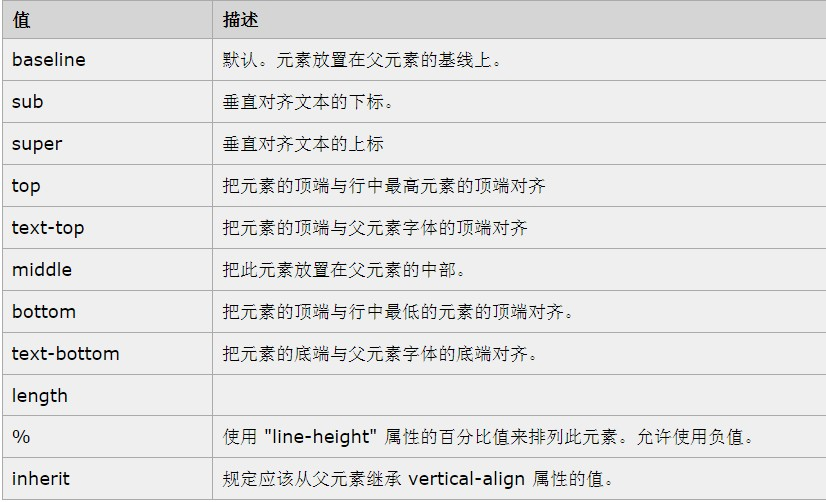 值 描述
baseline 默认。元素放置在父元素的基线上。
sub 垂直对齐文本的下标。
super 垂直对齐文本的上标
top 把元素的顶端与行中最高元素的顶端对齐
text-top 把元素的顶端与父元素字体的顶端对齐
middle 把此元素放置在父元素的中部。
bottom 把元素的顶端与行中最低的元素的顶端对齐。
text-bottom 把元素的底端与父元素字体的底端对齐。
length
% 使用 "line-height" 属性的百分比值来排列此元素。允许使用负值。
inherit 规定应该从父元素继承 vertical-align 属性的值。